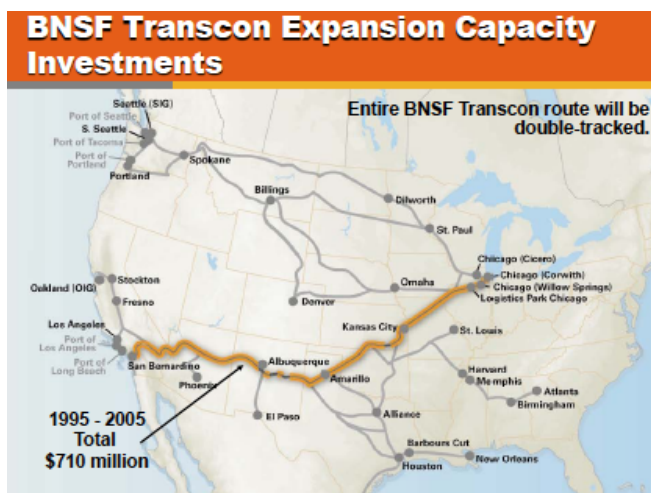 BNSF Transcon Expansion Capacity
Investments
Entire BNSF Transcon route will be
double-tracked.
Seattle (SIG)
Port of Seattle
S. Seattle
Port of Tacoma
Port of
Portland
Portland
Spokane
Billings
Dilworth
St. Paul
Chicago (Cicero)
Chicago (Corwith)
Chicago (Willow Springs)
Logistics Park Chicago
Omaha
Denver
Stockton
Oakland (OIG)
Fresno
Kansas City
St. Louis
Los Angeles
Port of
Los Angeles
Port of
Long Beach
San Bernardino
Phoenix
Albuquerque
Amarillo
Harvard
Memphis
Atlanta
Birmingham
El Paso
Alliance
1995 - 2005
Total
$710 million
Barbours Cut
Houston
New Orleans